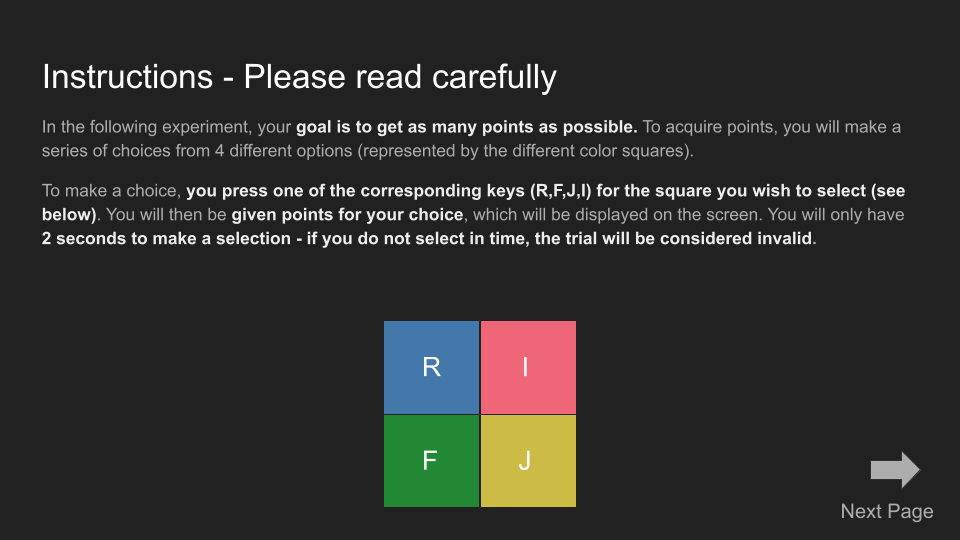 Instructions - Please read carefully
In the following experiment, your goal is to get as many points as possible. To acquire points, you will make a
series of choices from 4 different options (represented by the different color squares).
To make a choice, you press one of the corresponding keys (R,F,J,I) for the square you wish to select (see
below). You will then be given points for your choice, which will be displayed on the screen. You will only have
2 seconds to make a selection - if you do not select in time, the trial will be considered invalid.
R I
F J
Next Page